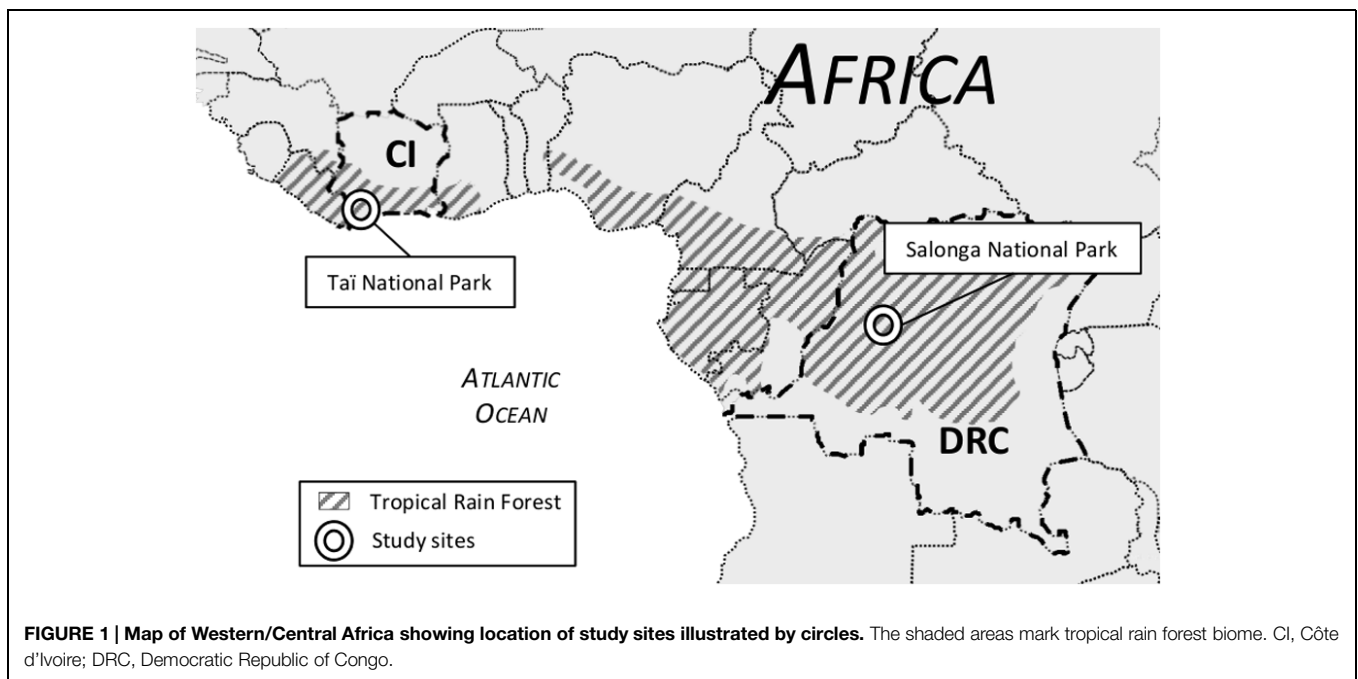 AFRICA
CI
Taï National Park
Salonga National Park
ATLANTIC
OCEAN
DRC
Tropical Rain Forest
Study sites
FIGURE 1 | Map of Western/Central Africa showing location of study sites illustrated by circles. The shaded areas mark tropical rain forest biome. CI, Côte
d'Ivoire; DRC, Democratic Republic of Congo.